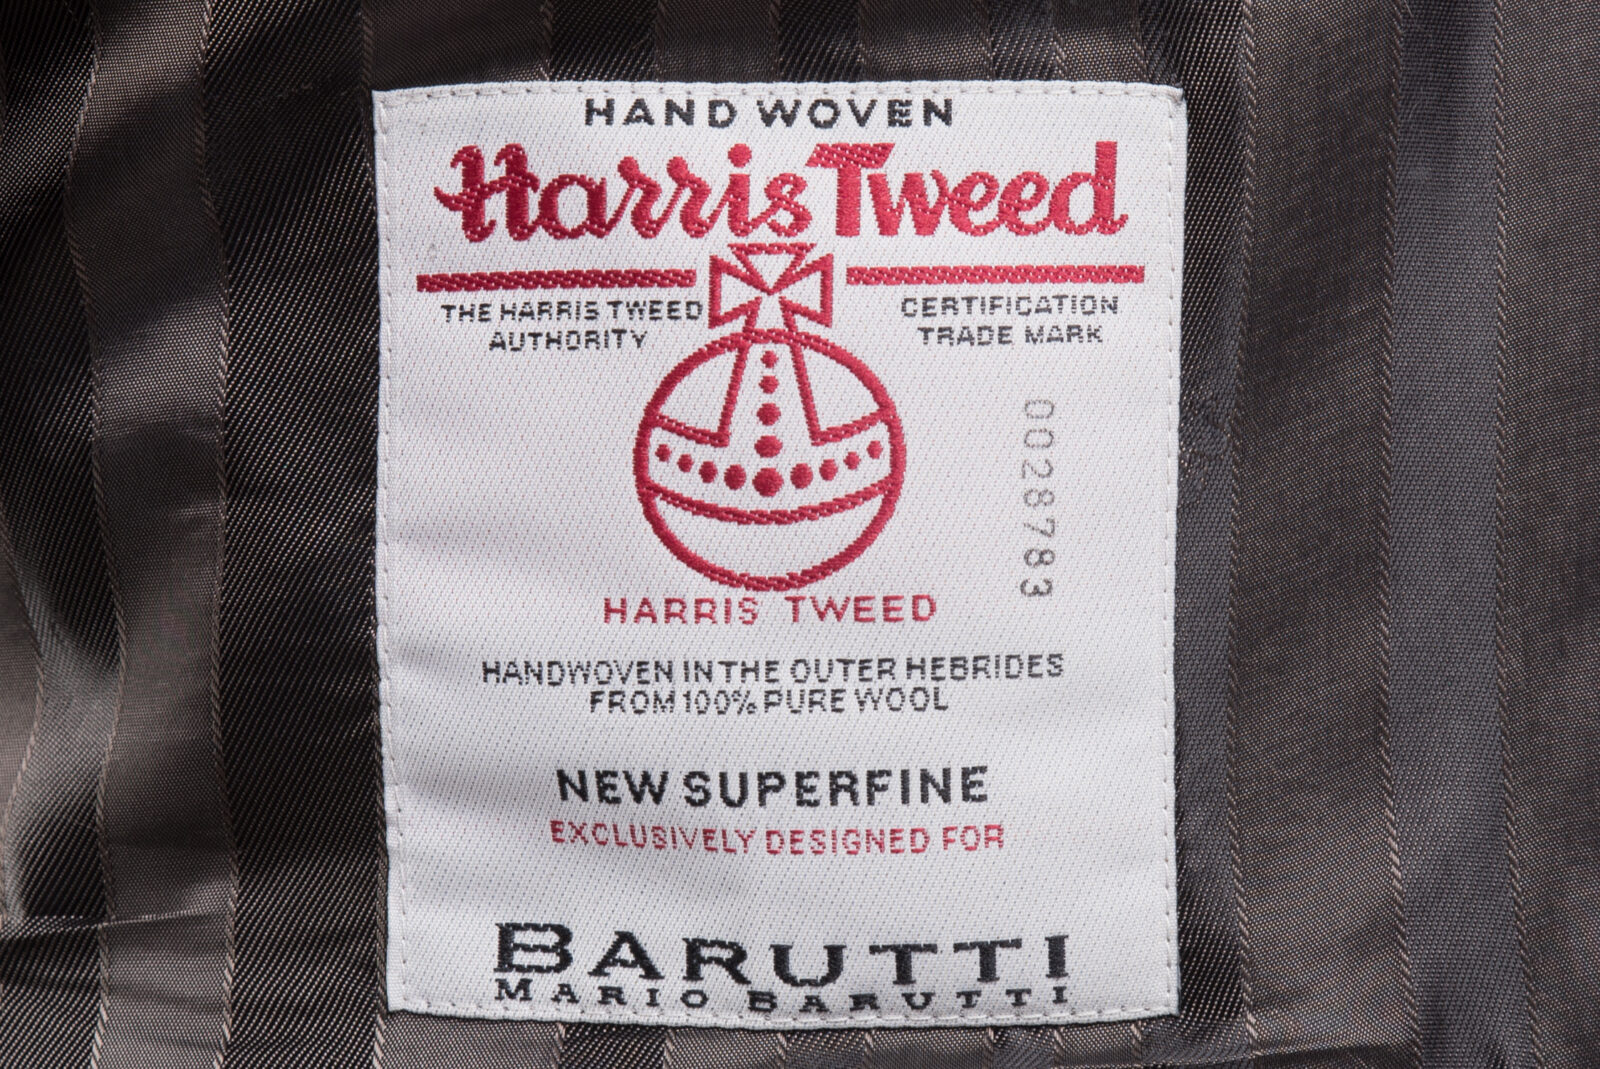 HAND WOVEN
Harris Tweed
THE HARRIS TWEED
AUTHORITY
CERTIFICATION
TRADE MARK
0028783
HARRIS TWEED
HANDWOVEN IN THE OUTER HEBRIDES
FROM 100% PURE WOOL
NEW SUPERFINE
EXCLUSIVELY DESIGNED FOR
BARUTTI
MARIO BARUTTI